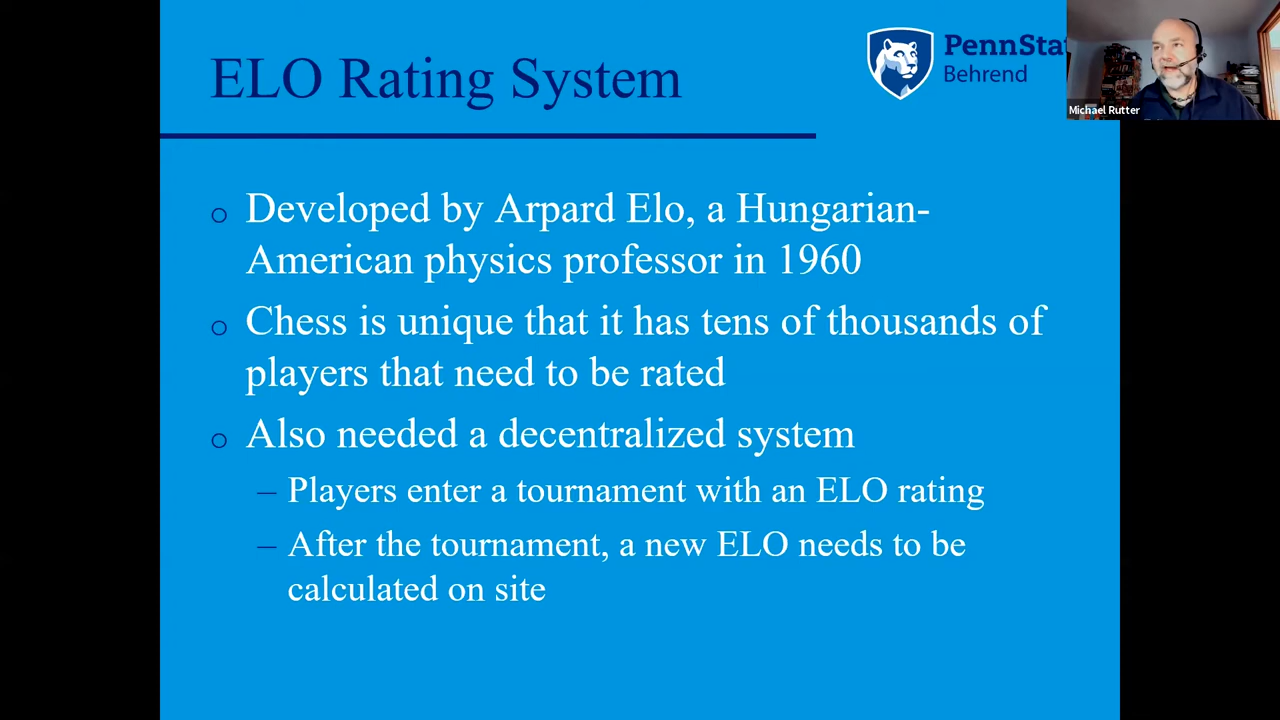 ELO Rating System
PennSta
Behrend
Michael Rutter
o Developed by Arpard Elo, a Hungarian-
American physics professor in 1960
o Chess is unique that it has tens of thousands of
players that need to be rated
o Also needed a decentralized system
– Players enter a tournament with an ELO rating
– After the tournament, a new ELO needs to be
calculated on site